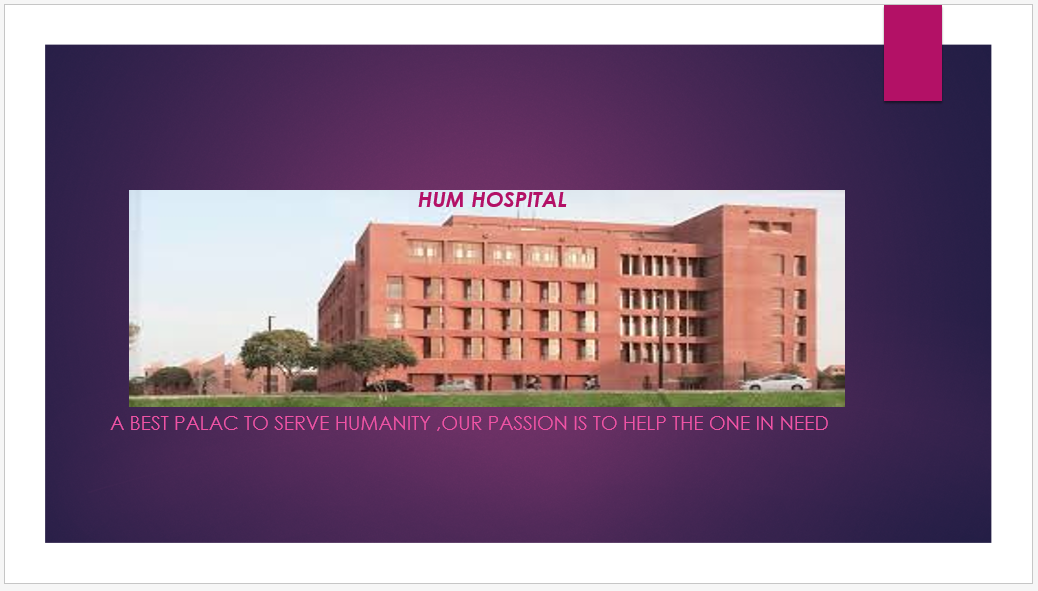 HUM HOSPITAL
A BEST PALAC TO SERVE HUMANITY ,OUR PASSION IS TO HELP THE ONE IN NEED